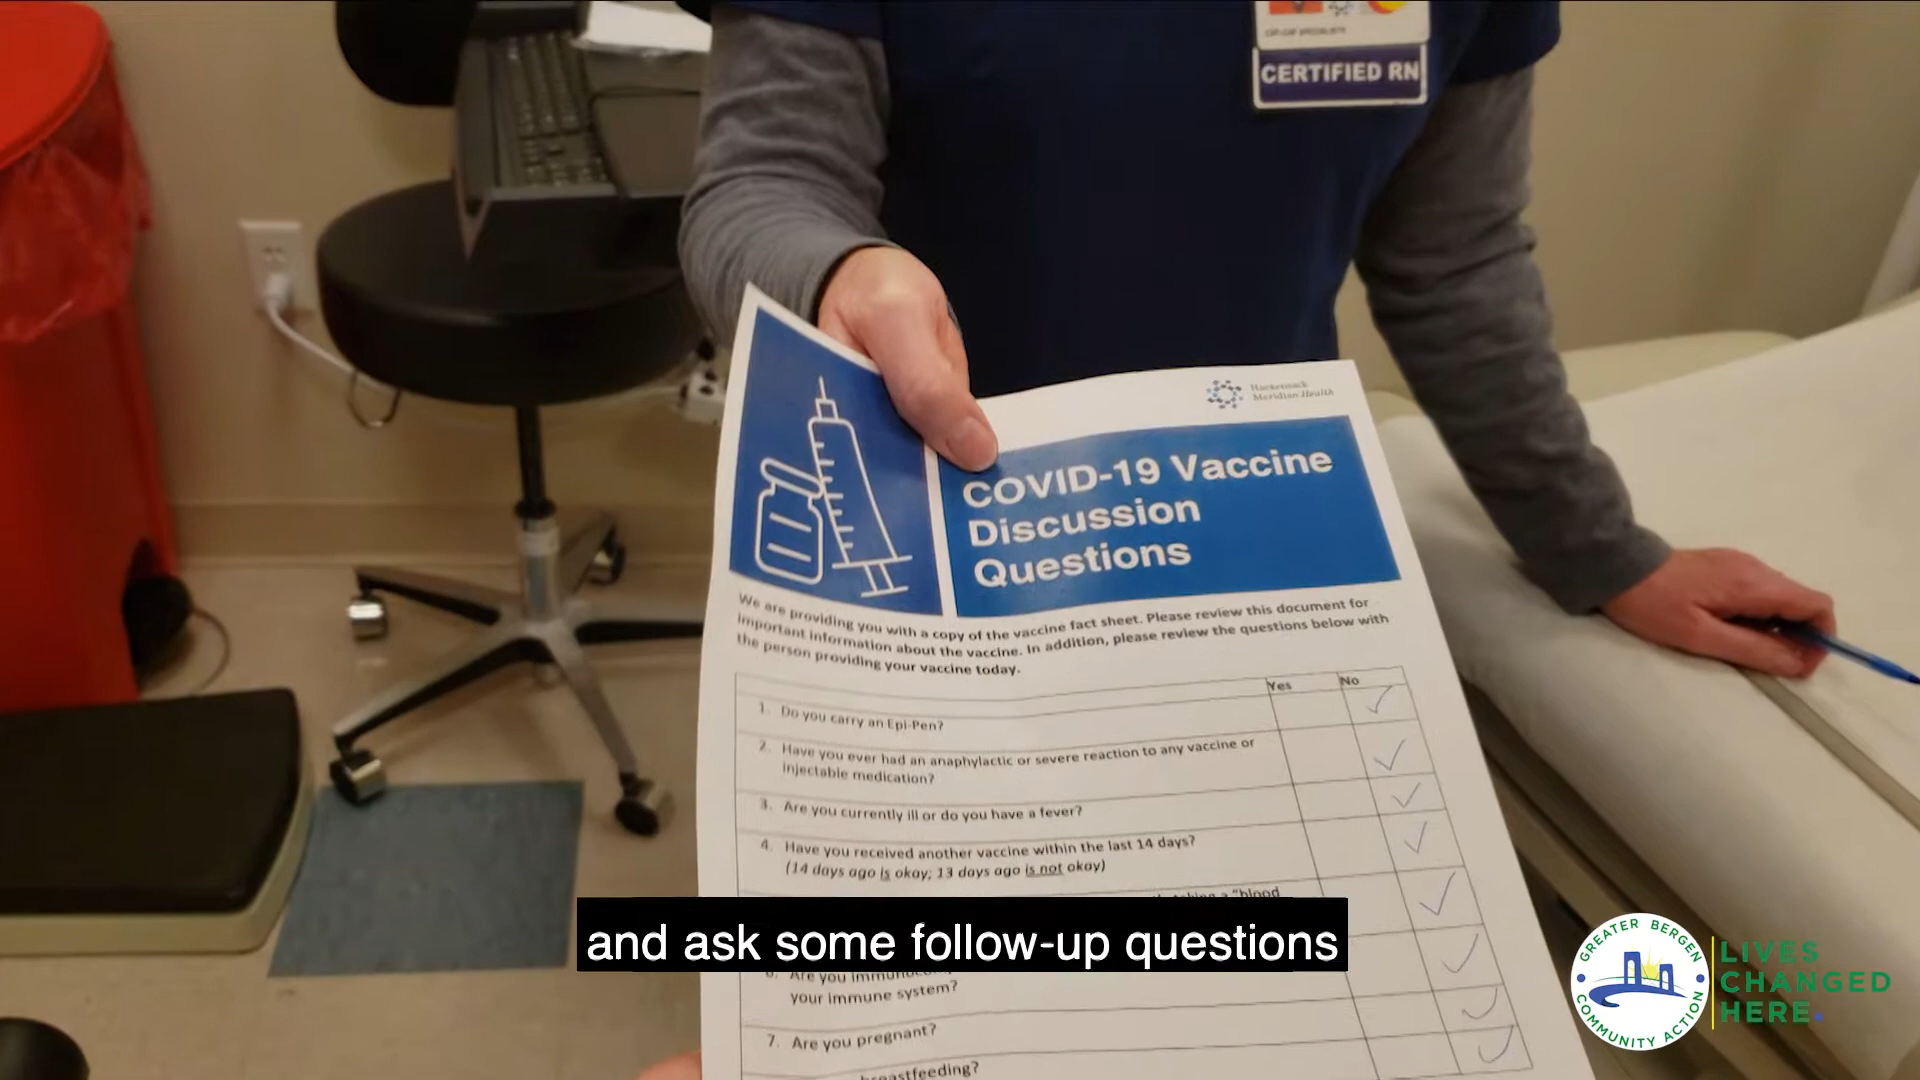 CERTIFIED RN
Hackensack
Meridian Health
COVID-19 Vaccine
Discussion
Questions
We are providing you with a copy of the vaccine fact sheet. Please review this document for
important information about the vaccine. In addition, please review the questions below with
the person providing your vaccine today.
Yes No
1. Do you carry an Epi-Pen?
2. Have you ever had an anaphylactic or severe reaction to any vaccine or
injectable medication?
3. Are you currently ill or do you have a fever?
4. Have you received another vaccine within the last 14 days?
(14 days ago is okay; 13 days ago is not okay)
taking a "blood
and ask some follow-up questions
6. Are you
your immune system?
7. Are you pregnant?
breastfeeding?
GREATER BERGEN
COMMUNITY ACTION
LIVES
CHANGED
HERE.